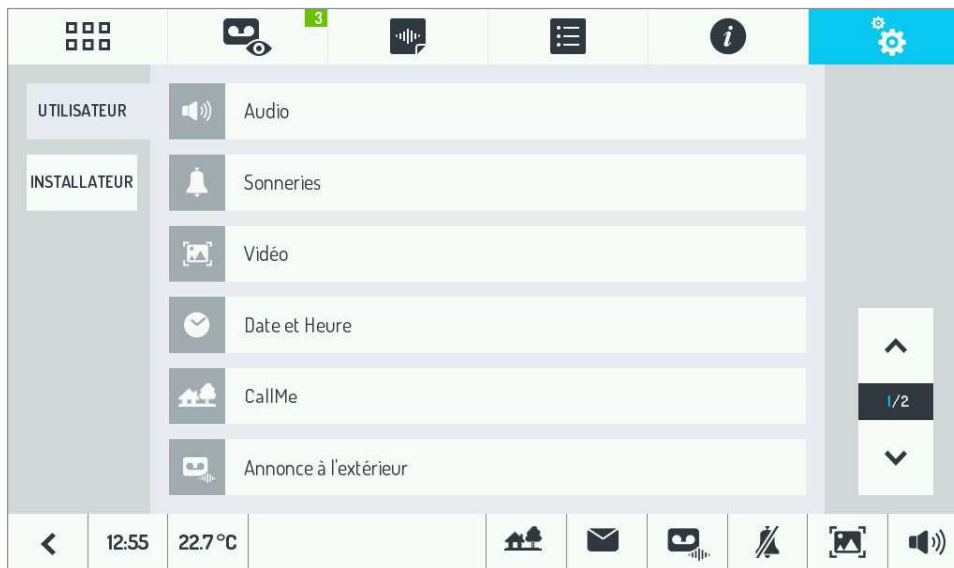 3
UTILISATEUR
INSTALLATEUR
Audio
Sonneries
Vidéo
Date et Heure
CallMe
Annonce à l'extérieur
1/2
12:55 22.7 °C